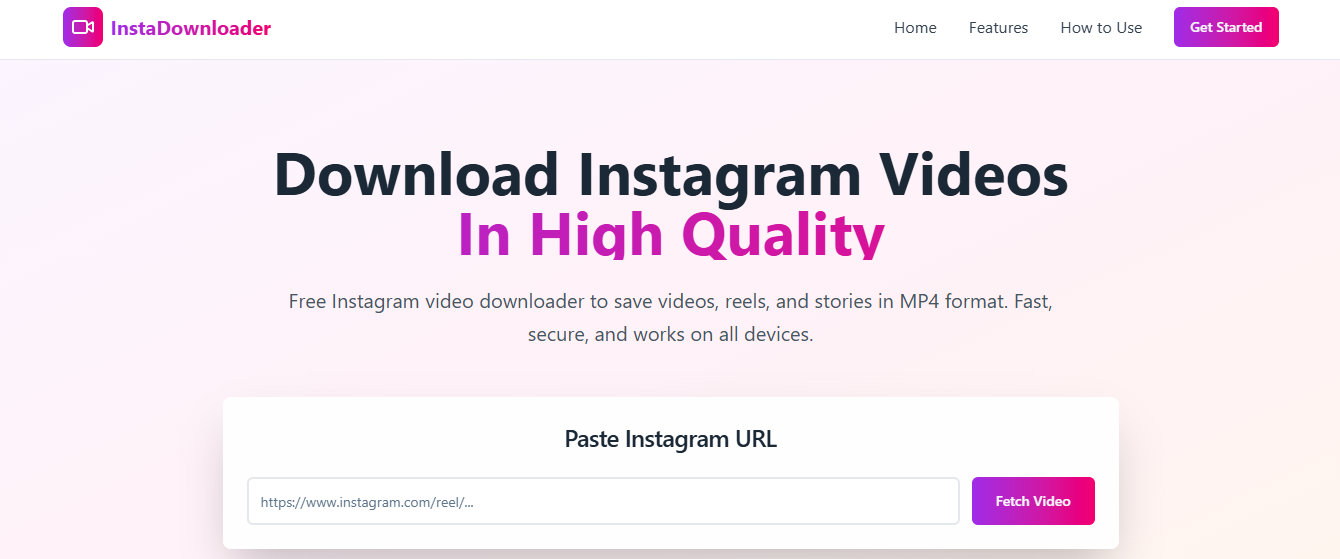 InstaDownloader
Home
Features
How to Use
Get Started
Download Instagram Videos
In High Quality
Free Instagram video downloader to save videos, reels, and stories in MP4 format. Fast,
secure, and works on all devices.
Paste Instagram URL
https://www.instagram.com/reel/...
Fetch Video